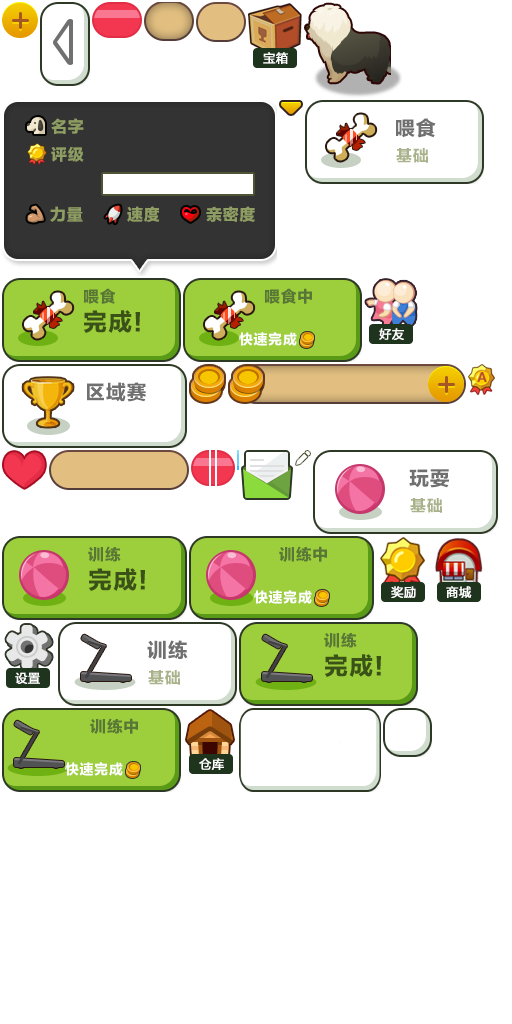 宝箱
名字
评级
力量 速度 亲密度
喂食
基础
喂食
完成!
喂食中
快速完成
好友
区域赛
A
玩耍
基础
训练
完成!
训练中
快速完成
奖励
商城
设置
训练
基础
训练
完成!
训练中
快速完成
仓库